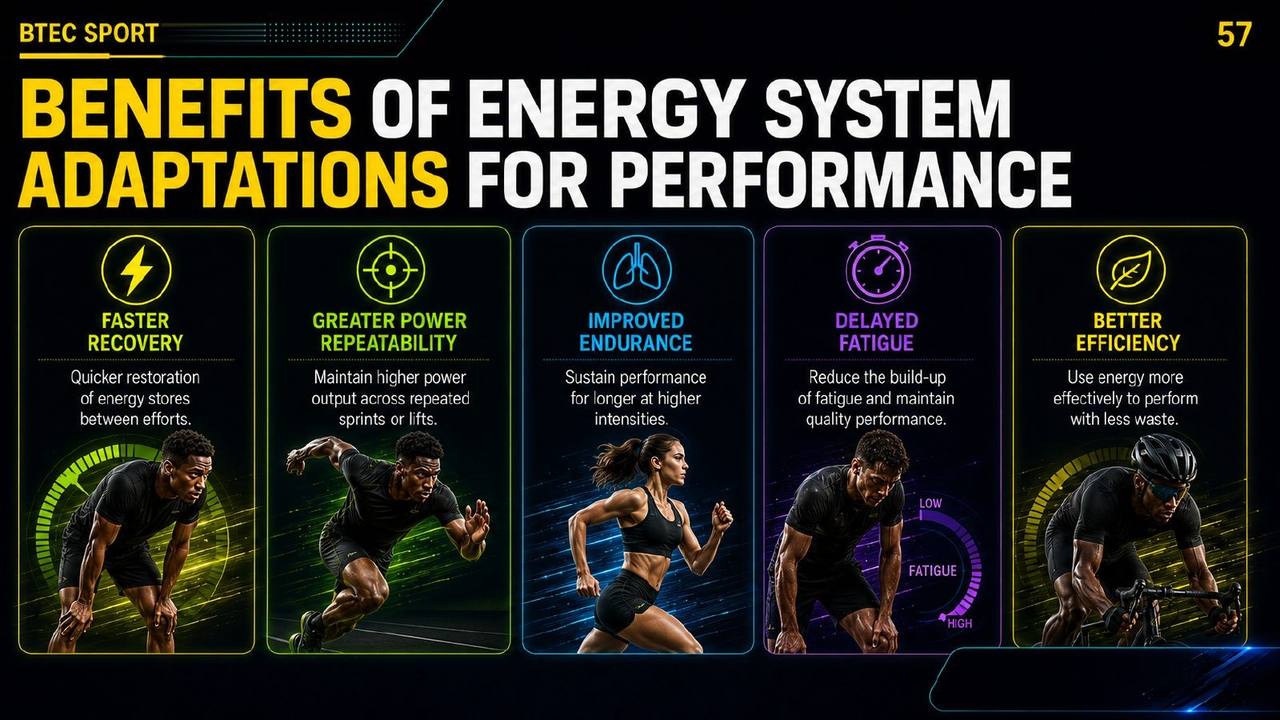 BTEC SPORT
57
BENEFITS OF ENERGY SYSTEM
ADAPTATIONS FOR PERFORMANCE
FASTER
RECOVERY
Quicker restoration
of energy stores
between efforts.
GREATER POWER
REPEATABILITY
Maintain higher power
output across repeated
sprints or lifts.
IMPROVED
ENDURANCE
Sustain performance
for longer at higher
intensities.
DELAYED
FATIGUE
Reduce the build-up
of fatigue and maintain
quality performance.
LOW
FATIGUE
HIGH
BETTER
EFFICIENCY
Use energy more
effectively to perform
with less waste.